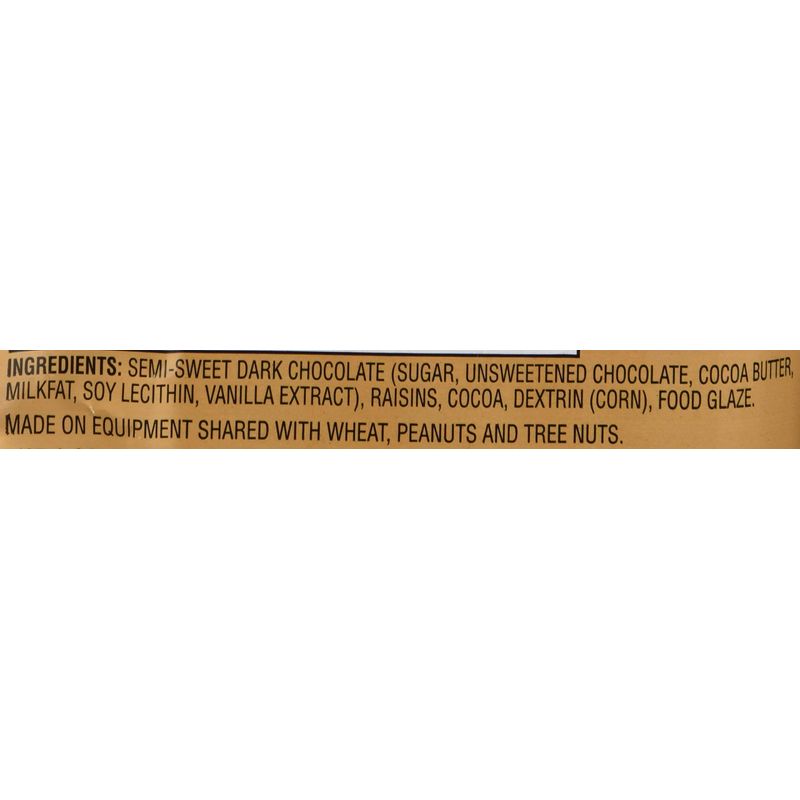 INGREDIENTS: SEMI-SWEET DARK CHOCOLATE (SUGAR, UNSWEETENED CHOCOLATE, COCOA BUTTER,
MILKFAT, SOY LECITHIN, VANILLA EXTRACT), RAISINS, COCOA, DEXTRIN (CORN), FOOD GLAZE.
MADE ON EQUIPMENT SHARED WITH WHEAT, PEANUTS AND TREE NUTS.